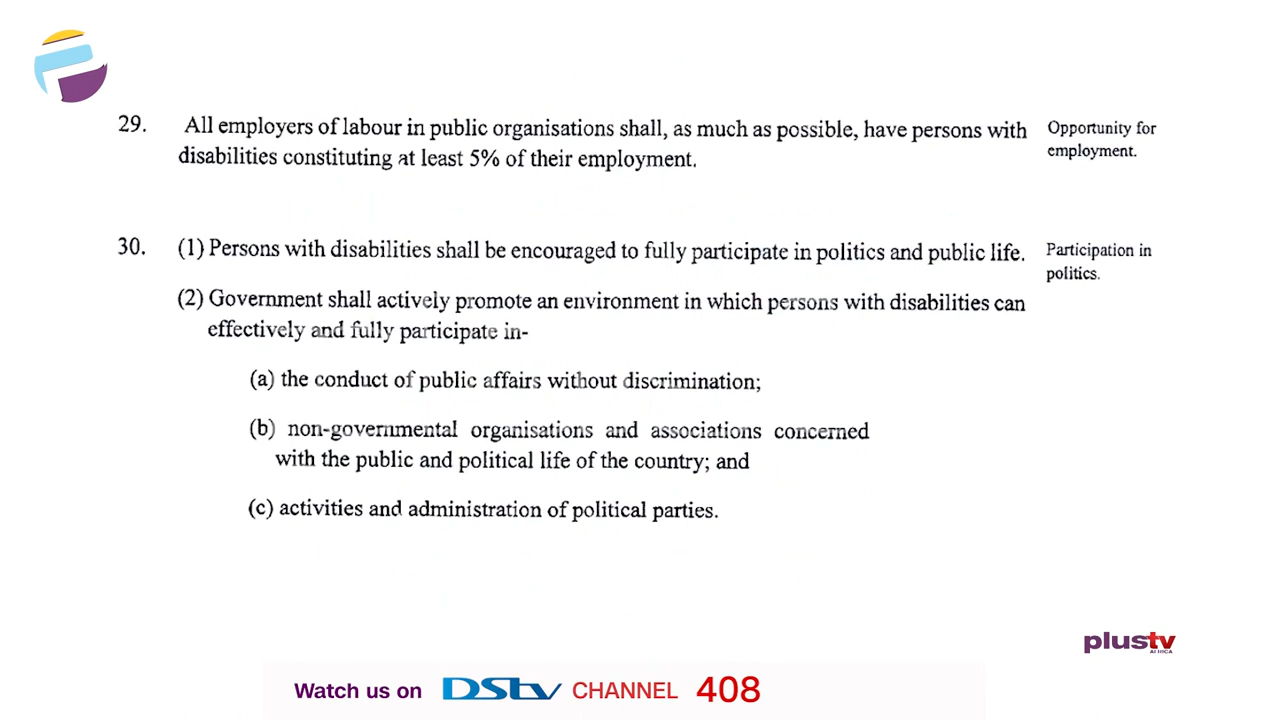 29. All employers of labour in public organisations shall, as much as possible, have persons with
disabilities constituting at least 5% of their employment.
Opportunity for
employment.
30. (1) Persons with disabilities shall be encouraged to fully participate in politics and public life.
Participation in
politics.
(2) Government shall actively promote an environment in which persons with disabilities can
effectively and fully participate in-
(a) the conduct of public affairs without discrimination;
(b) non-governmental organisations and associations concerned
with the public and political life of the country; and
(c) activities and administration of political parties.
plustv
AFRICA
Watch us on DStv CHANNEL 408